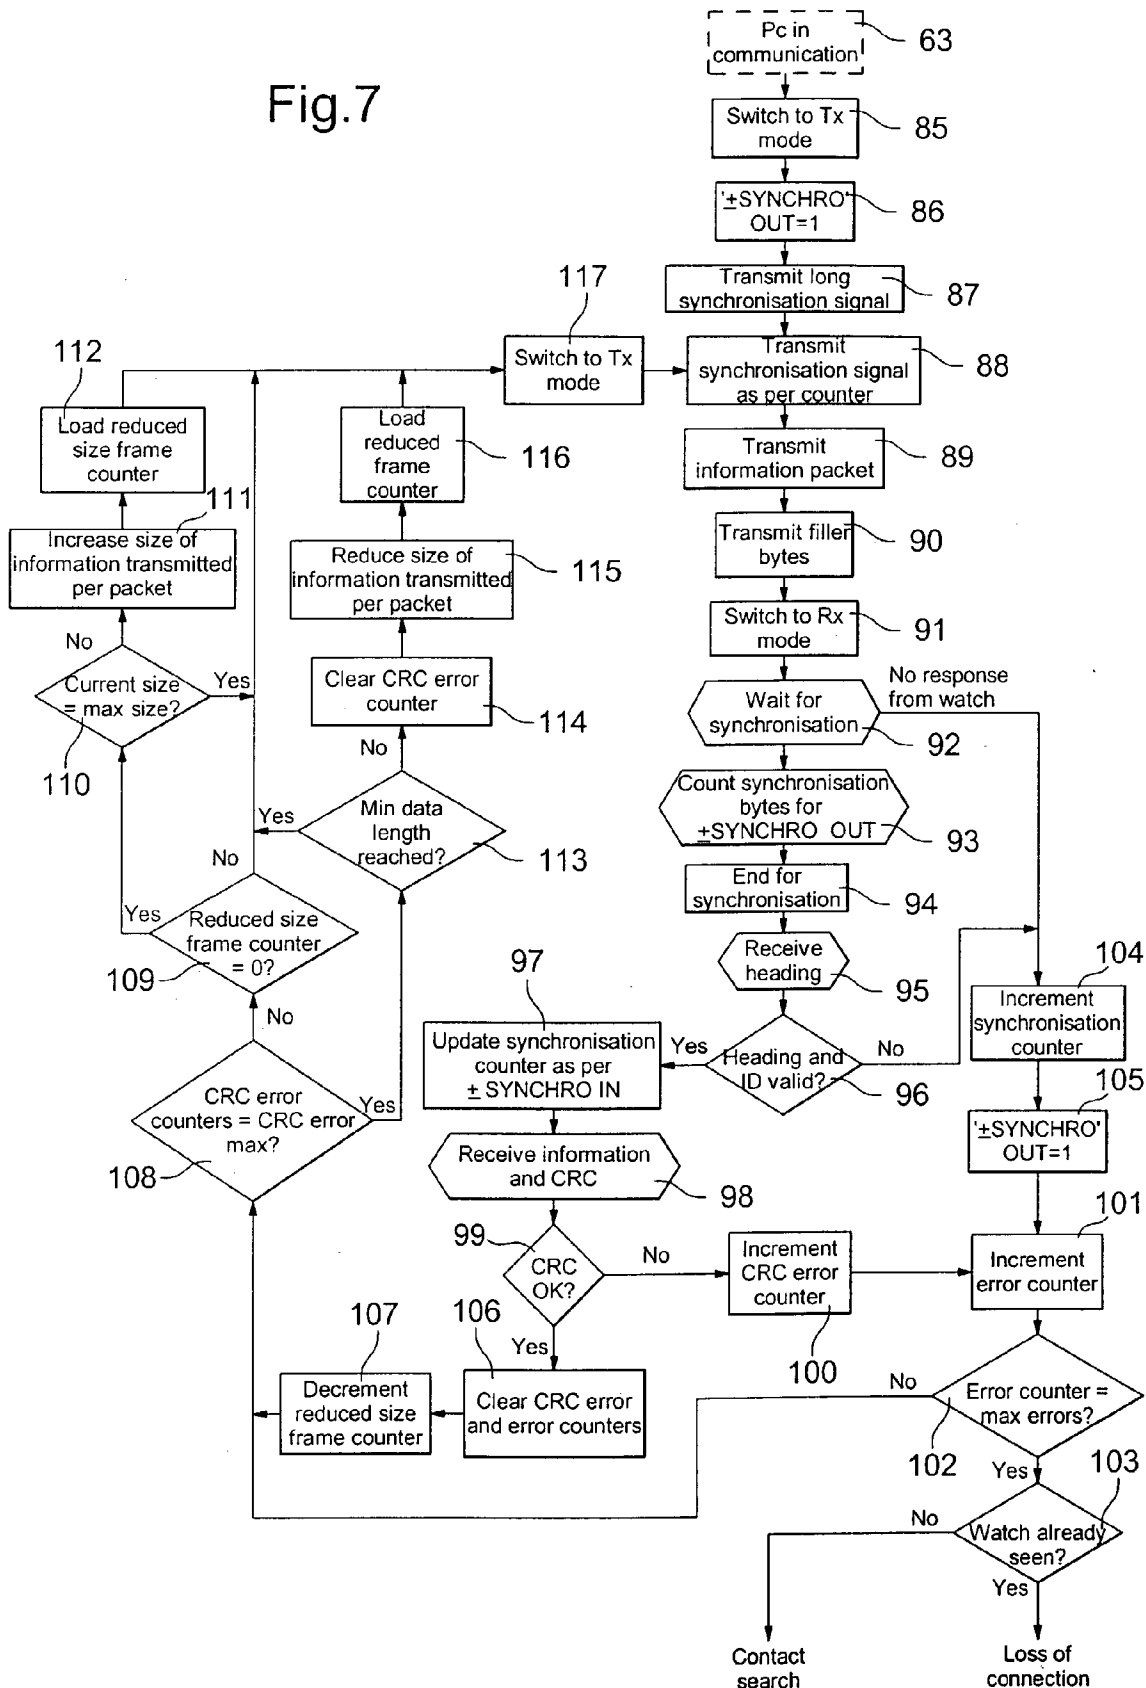 Fig.7
Pc in
communication
63
Switch to Tx
mode
85
'±SYNCHRO'
OUT=1
86
Transmit long
synchronisation signal
87
117
Switch to Tx
mode
Transmit
synchronisation signal
as per counter
88
112
Load reduced
size frame
counter
Load
reduced
frame
counter
116
Transmit
information packet
89
111
Increase size of
information transmitted
per packet
Reduce size of
information transmitted
per packet
115
Transmit filler
bytes
90
Switch to Rx
mode
91
No
Current size
= max size?
Yes
110
Clear CRC error
counter
114
No
Wait for
synchronisation
92
No response
from watch
Count synchronisation
bytes for
±SYNCHRO OUT
93
Yes
Min data
length
reached?
113
End for
synchronisation
94
No
Yes
Reduced size
frame counter
= 0?
109
Receive
heading
95
97
Update synchronisation
counter as per
± SYNCHRO IN
Yes
Heading and
ID valid?
96
No
104
Increment
synchronisation
counter
No
CRC error
counters = CRC error
max?
Yes
108
105
'±SYNCHRO'
OUT=1
Receive information
and CRC
98
99
CRC
OK?
No
Increment
CRC error
counter
100
101
Increment
error counter
Yes
107
106
Decrement
reduced size
frame counter
Clear CRC error
and error counters
No
Error counter =
max errors?
102
Yes
103
No
Watch already
seen?
Yes
Contact
search
Loss of
connection